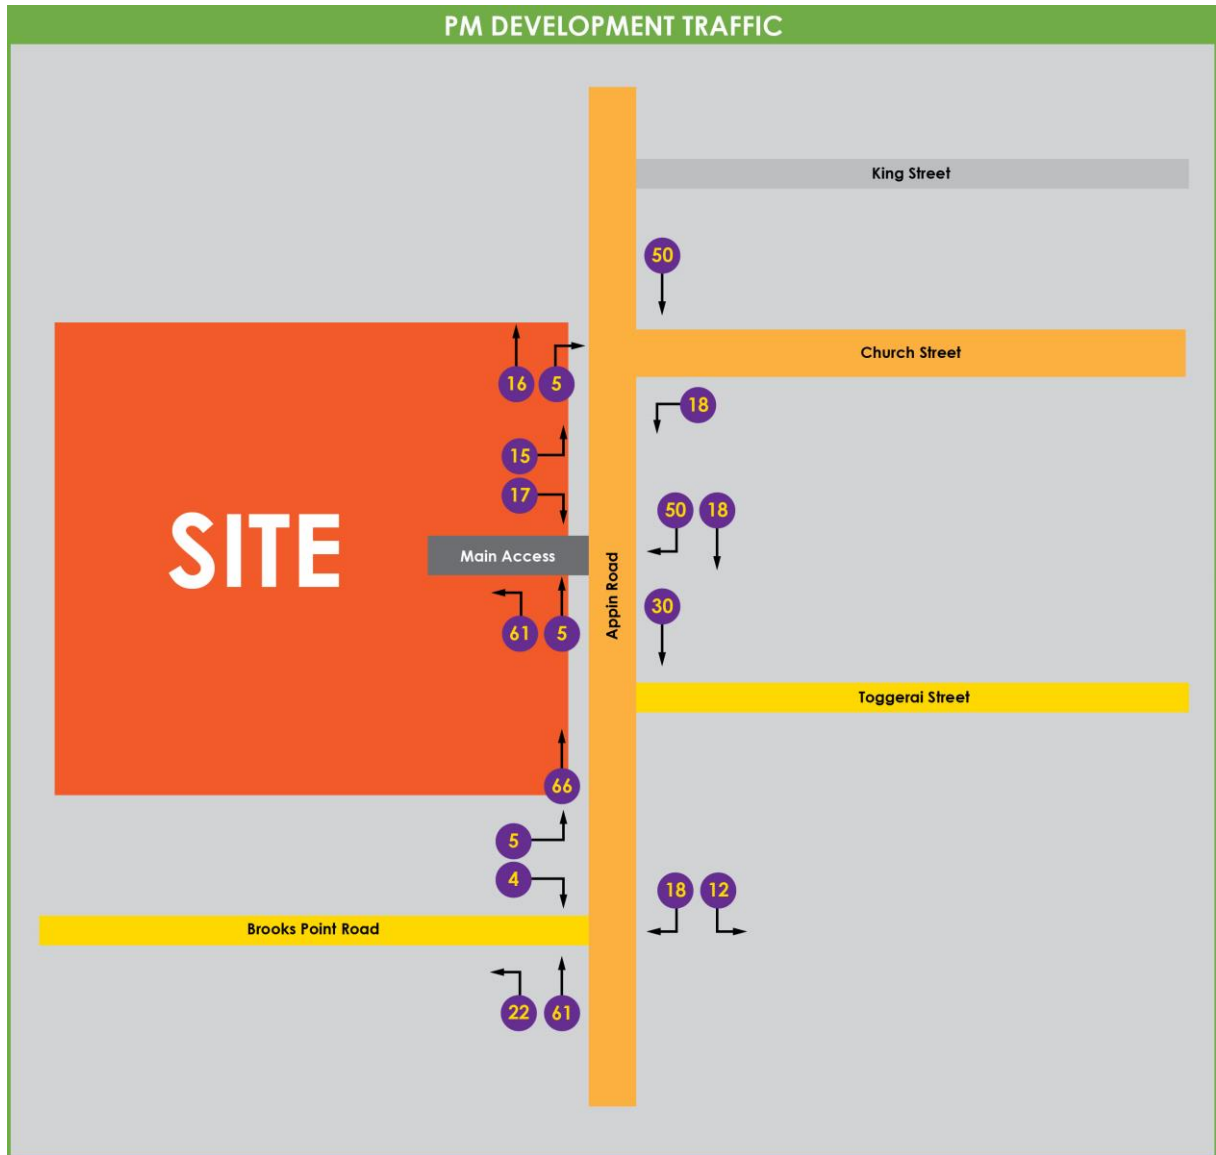 PM DEVELOPMENT TRAFFIC
King Street
50
Church Street
16 5
18
15
17
50 18
SITE
Main Access
Appin Road
30
61 5
Toggerai Street
66
5
4
18 12
Brooks Point Road
22 61